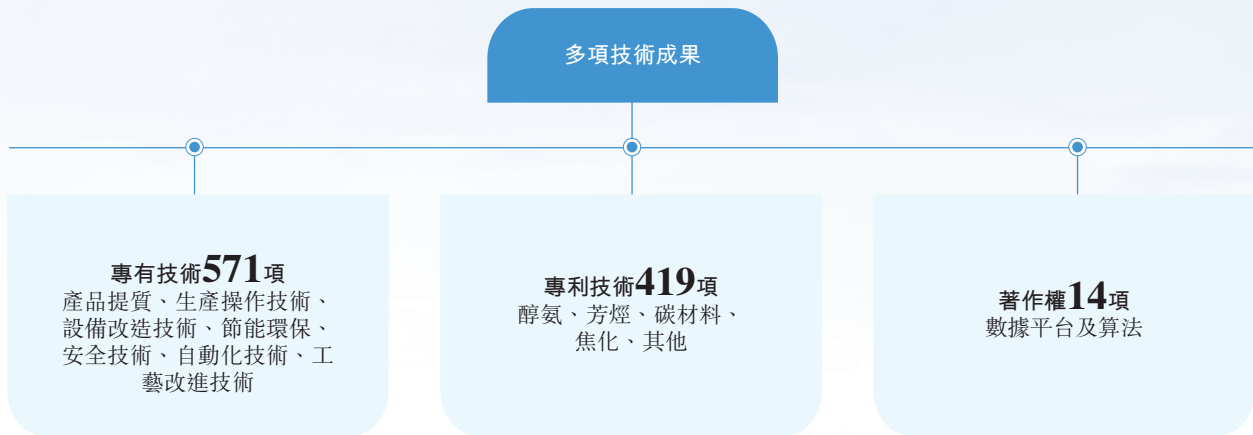 多項技術成果
專有技術571項
產品提質、生產操作技術、
設備改造技術、節能環保、
安全技術、自動化技術、工
藝改進技術
專利技術419項
醇氨、芳烴、碳材料、
焦化、其他
著作權14項
數據平台及算法